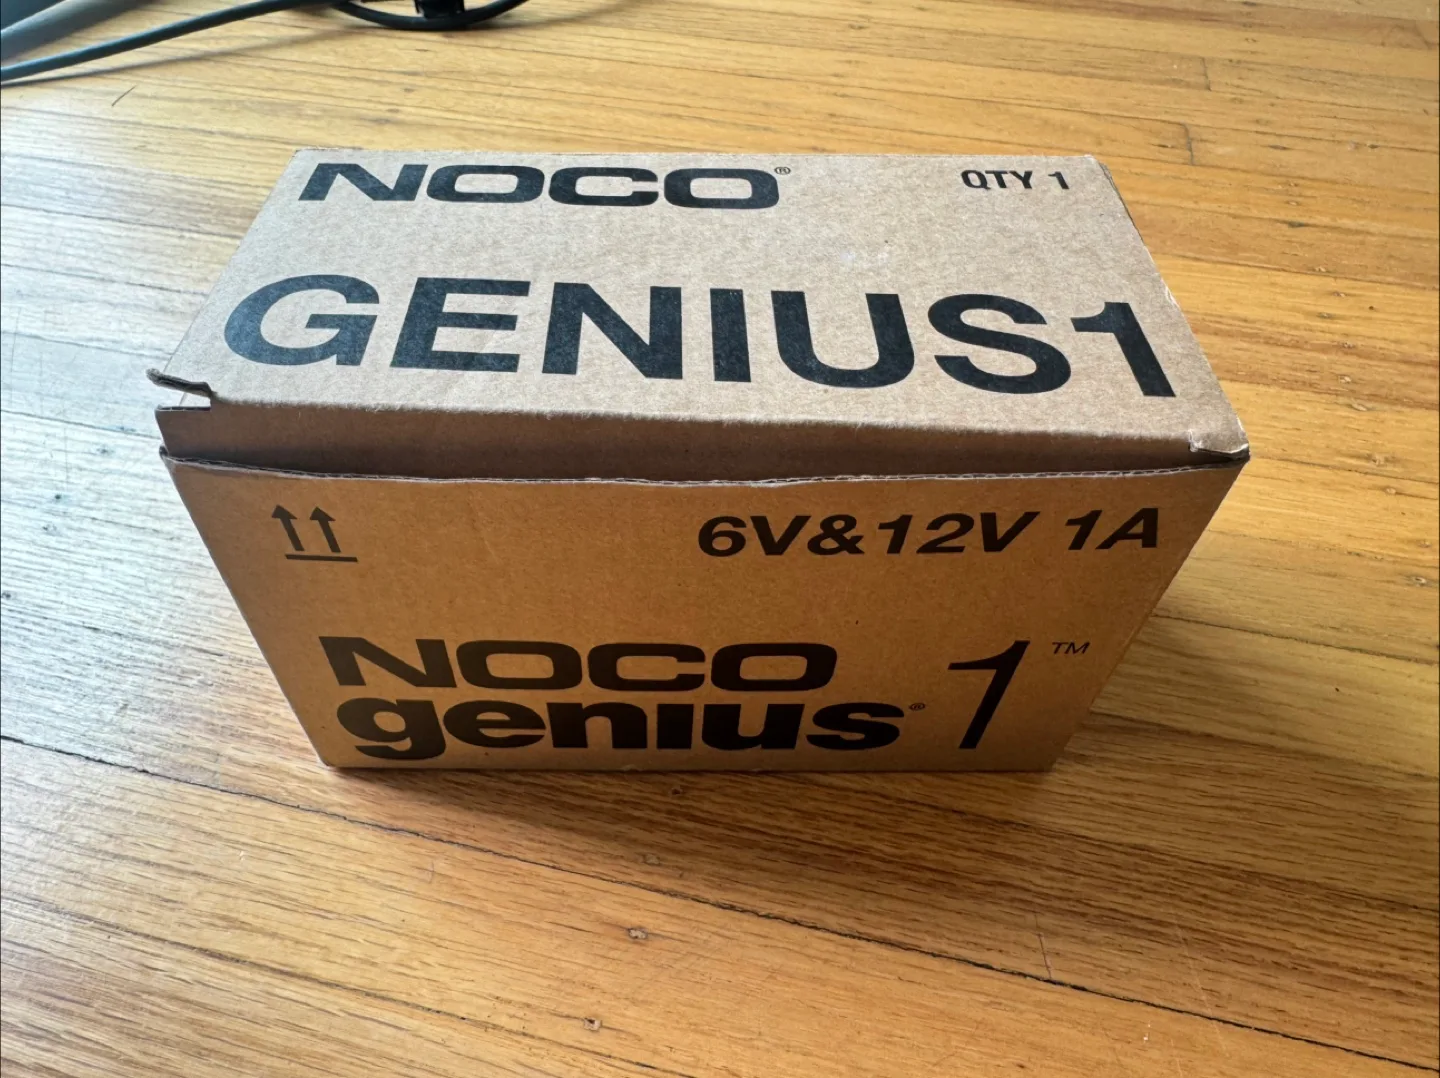 NOCO®
QTY 1
GENIUS1
6V&12V 1A
NOCO
genius® 1™